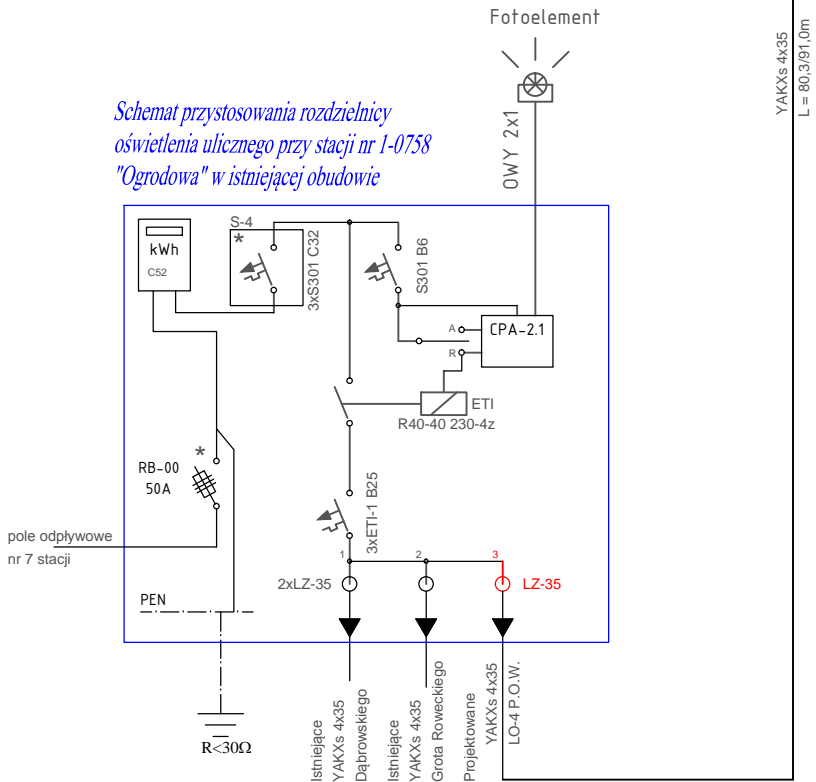 Fotoelement
YAKXs 4x35
L = 80,3/91,0m
Schemat przystosowania rozdzielnicy
oświetlenia ulicznego przy stacji nr 1-0758
"Ogrodowa" w istniejącej obudowie
OWY 2x1
S-4
*
kWh
C52
3xS301 C32
S301 B6
A
CPA-2.1
R
ETI
R40-40 230-4z
*
RB-00
50A
3xETI-1 B25
pole odpływowe
nr 7 stacji
1
2
3
2xLZ-35
LZ-35
PEN
R<30Ω
Istniejące
YAKXs 4x35
Dąbrowskiego
Istniejące
YAKXs 4x35
Grota Roweckiego
Projektowane
YAKXs 4x35
LO-4 P.O.W.